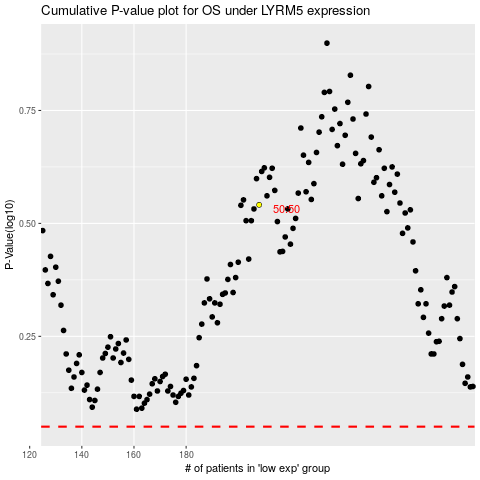 Cumulative P-value plot for OS under LYRM5 expression
P-Value(log10)
0.75
0.50
0.25
50:50
120 140 160 180
# of patients in 'low exp' group